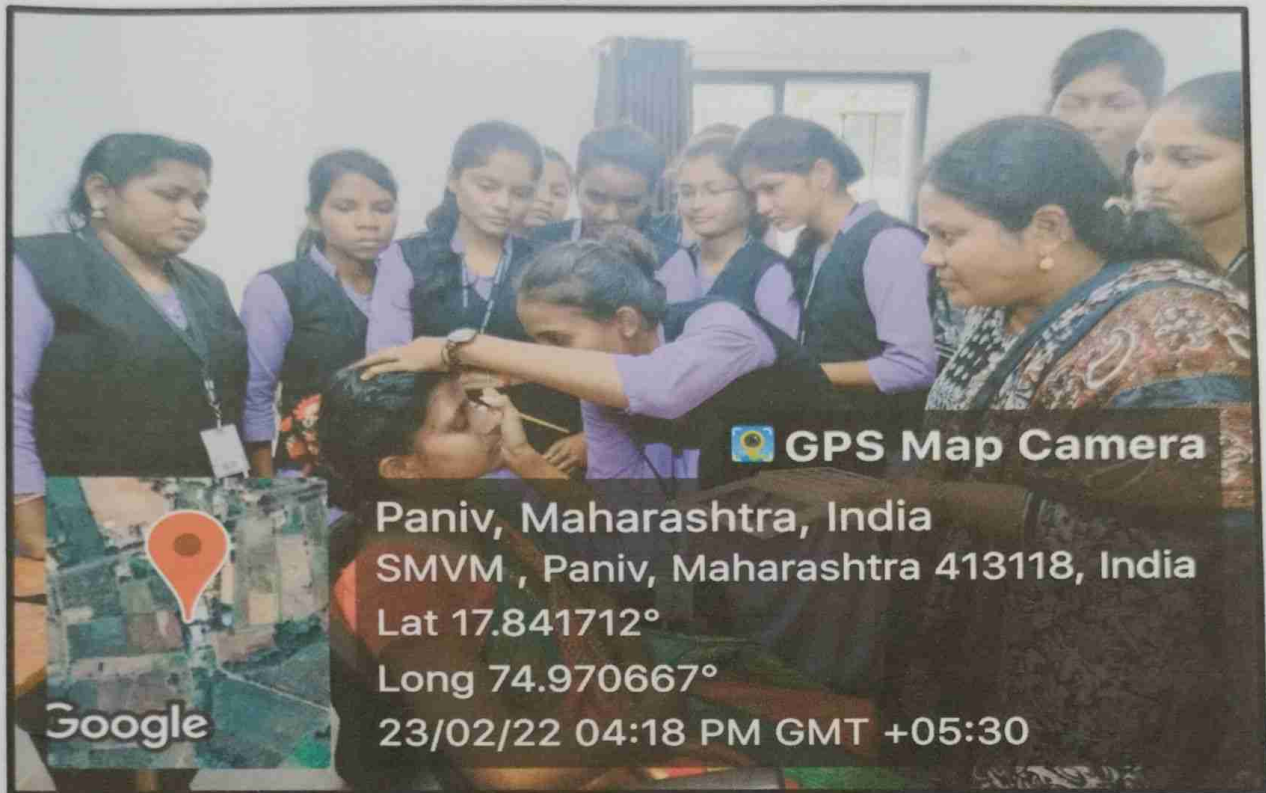 GPS Map Camera
Paniv, Maharashtra, India
SMVM , Paniv, Maharashtra 413118, India
Lat 17.841712°
Long 74.970667°
23/02/22 04:18 PM GMT +05:30
Google